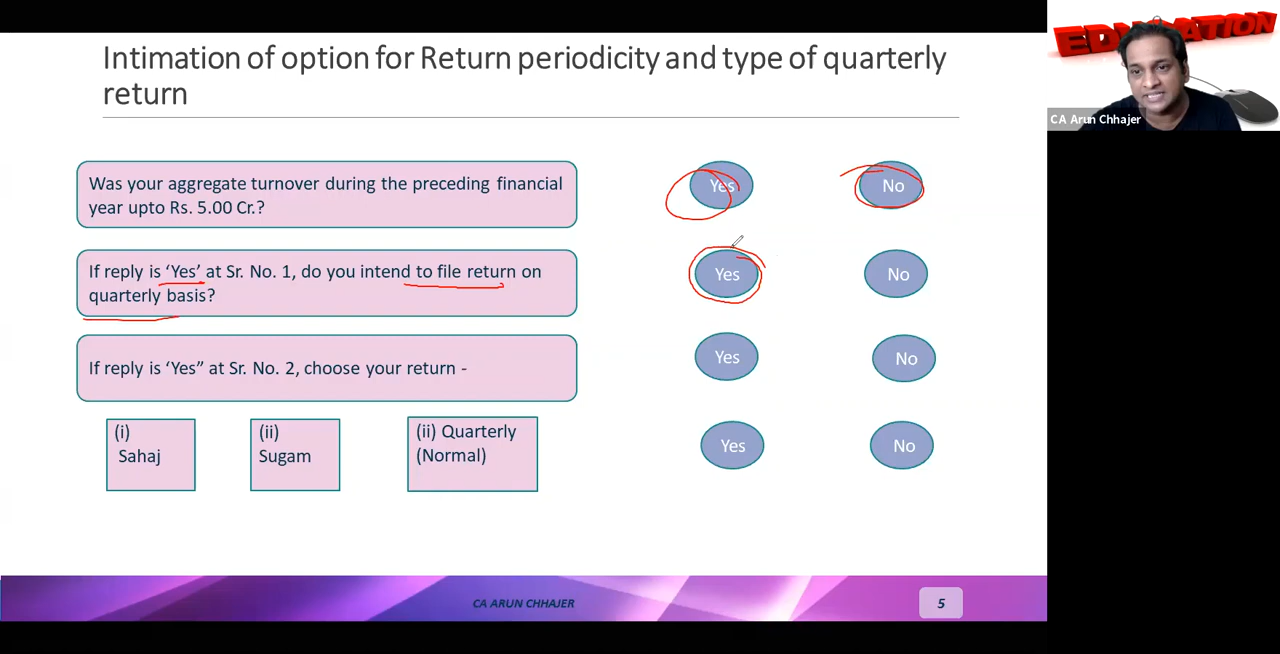 Intimation of option for Return periodicity and type of quarterly
return
EDUCATION
CA Arun Chhajer
Was your aggregate turnover during the preceding financial
year upto Rs. 5.00 Cr.?
Yes
No
If reply is ‘Yes’ at Sr. No. 1, do you intend to file return on
quarterly basis?
Yes
No
If reply is ‘Yes” at Sr. No. 2, choose your return -
Yes
No
(i)
Sahaj
(ii)
Sugam
(ii) Quarterly
(Normal)
Yes
No
CA ARUN CHHAJER
5